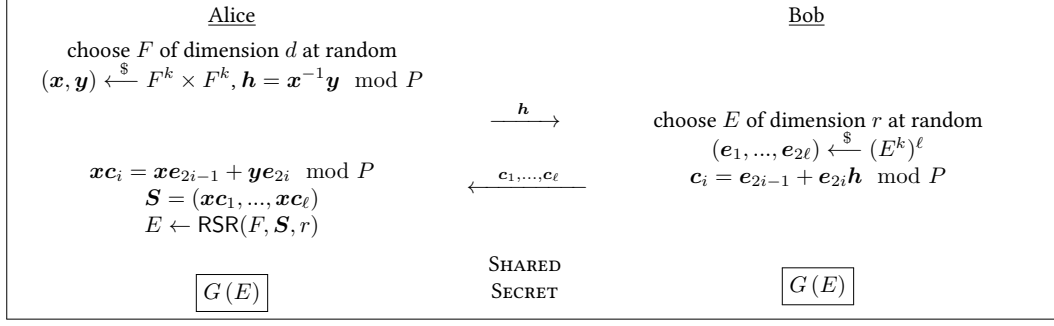 Alice
Bob
choose F of dimension d at random
(x, y) ←$ F^k × F^k, h = x^{-1}y mod P
h
choose E of dimension r at random
(e_1, ..., e_{2ℓ}) ←$ (E^k)^ℓ
xc_i = xe_{2i−1} + ye_{2i} mod P
c_1,...,c_ℓ
c_i = e_{2i−1} + e_{2i}h mod P
S = (xc_1, ..., xc_ℓ)
E ← RSR(F, S, r)
SHARED
SECRET
G (E)
G (E)